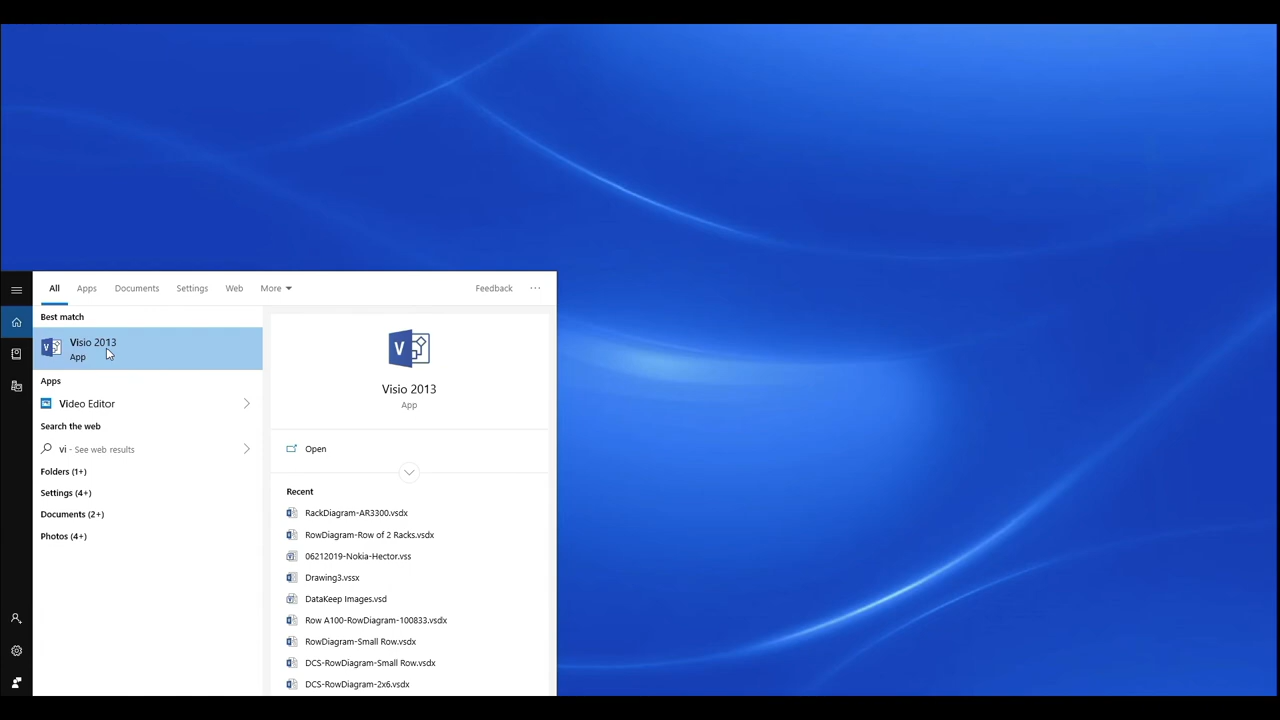 All Apps Documents Settings Web More Feedback ...
Best match
Visio 2013
App
Apps
Video Editor
Search the web
vi - See web results
Folders (1+)
Settings (4+)
Documents (2+)
Photos (4+)
V
Visio 2013
App
Open
Recent
RackDiagram-AR3300.vsdx
RowDiagram-Row of 2 Racks.vsdx
06212019-Nokia-Hector.vss
Drawing3.vssx
DataKeep Images.vsd
Row A100-RowDiagram-100833.vsdx
RowDiagram-Small Row.vsdx
DCS-RowDiagram-Small Row.vsdx
DCS-RowDiagram-2x6.vsdx